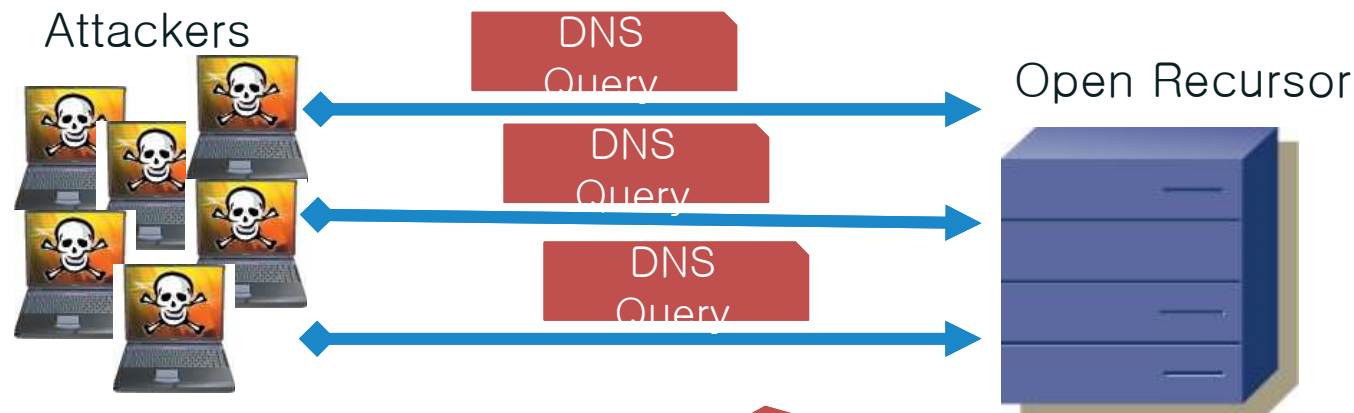 Attackers
DNS
Query
Open Recursor
DNS
Query
DNS
Query